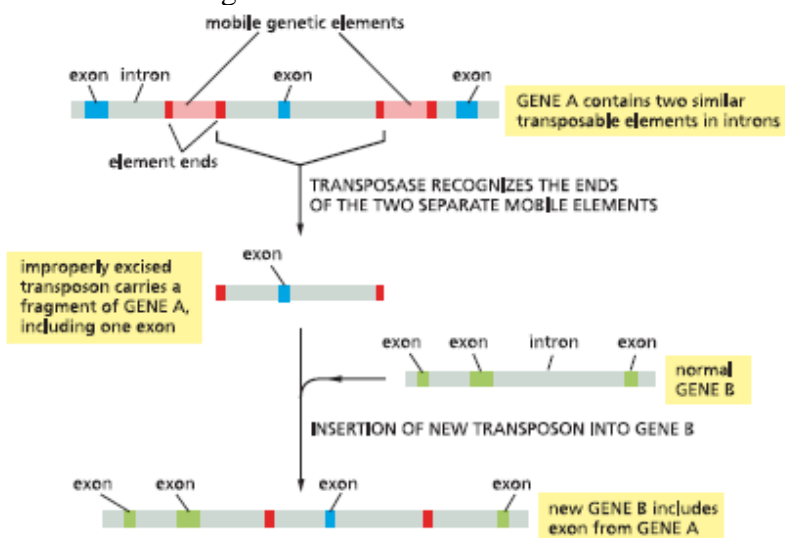 mobile genetic elements
exon intron exon exon
GENE A contains two similar
transposable elements in introns
element ends
TRANSPOSASE RECOGNIZES THE ENDS
OF THE TWO SEPARATE MOBILE ELEMENTS
exon
improperly excised
transposon carries a
fragment of GENE A,
including one exon
exon exon intron exon
normal
GENE B
INSERTION OF NEW TRANSPOSON INTO GENE B
exon exon exon exon
new GENE B includes
exon from GENE A